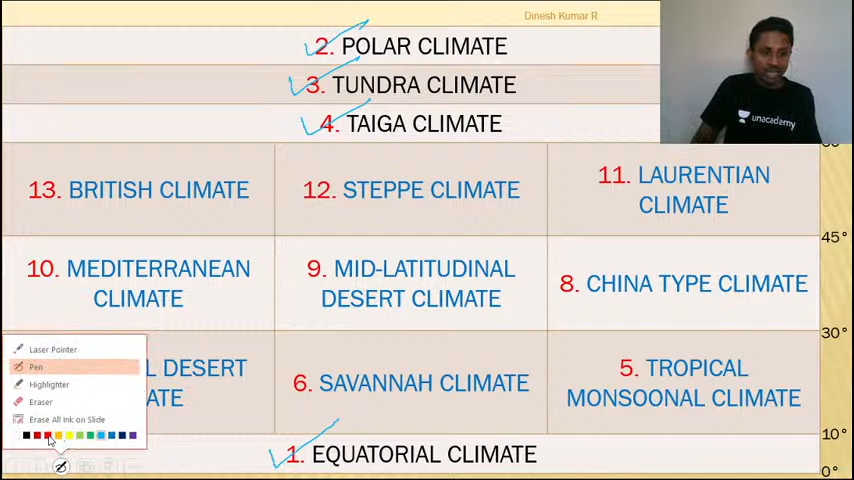 Dinesh Kumar R
2. POLAR CLIMATE
3. TUNDRA CLIMATE
4. TAIGA CLIMATE
unacademy
13. BRITISH CLIMATE
12. STEPPE CLIMATE
11. LAURENTIAN
CLIMATE
45°
10. MEDITERRANEAN
CLIMATE
9. MID-LATITUDINAL
DESERT CLIMATE
8. CHINA TYPE CLIMATE
30°
L DESERT
ATE
6. SAVANNAH CLIMATE
5. TROPICAL
MONSOONAL CLIMATE
10°
1. EQUATORIAL CLIMATE
0°
Laser Pointer
Pen
Highlighter
Eraser
Erase All Ink on Slide